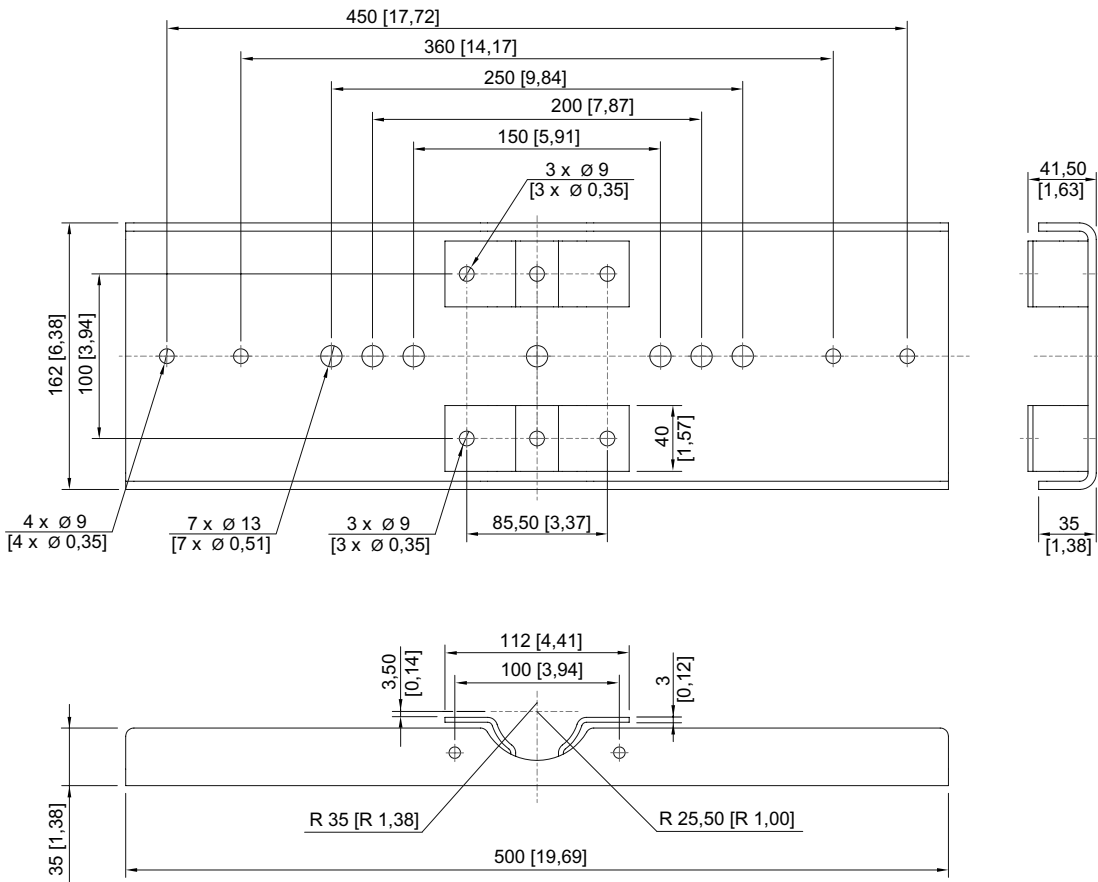 450 [17,72]
360 [14,17]
250 [9,84]
200 [7,87]
150 [5,91]
3 x Ø 9
[3 x Ø 0,35]
41,50
[1,63]
162 [6,38]
100 [3,94]
40
[1,57]
4 x Ø 9
[4 x Ø 0,35]
7 x Ø 13
[7 x Ø 0,51]
3 x Ø 9
[3 x Ø 0,35]
85,50 [3,37]
35
[1,38]
112 [4,41]
100 [3,94]
3,50
[0,14]
3
[0,12]
35 [1,38]
R 35 [R 1,38]
R 25,50 [R 1,00]
500 [19,69]